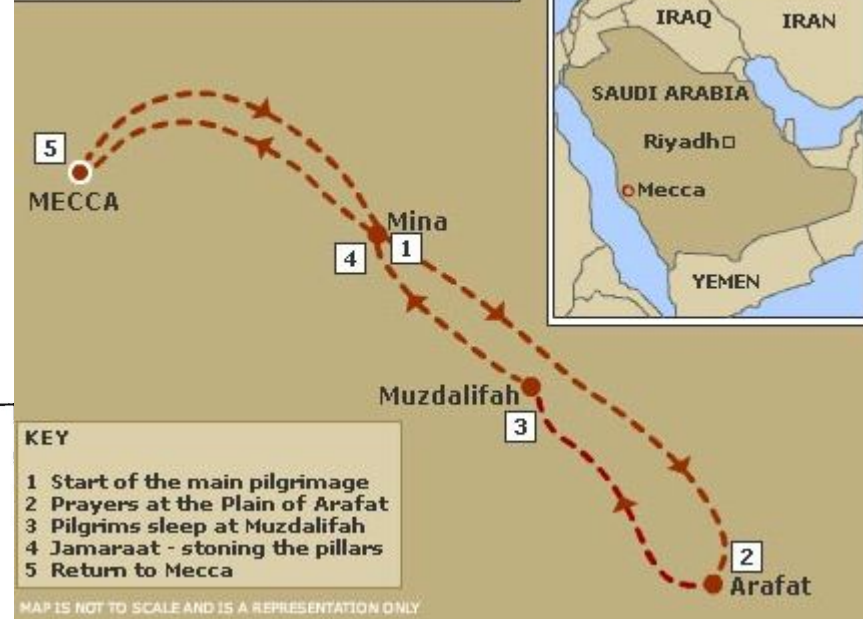 IRAQ
IRAN
SAUDI ARABIA
Riyadh
Mecca
YEMEN
5
MECCA
Mina
1
4
Muzdalifah
3
2
Arafat
KEY
1 Start of the main pilgrimage
2 Prayers at the Plain of Arafat
3 Pilgrims sleep at Muzdalifah
4 Jamaraat - stoning the pillars
5 Return to Mecca
MAP IS NOT TO SCALE AND IS A REPRESENTATION ONLY